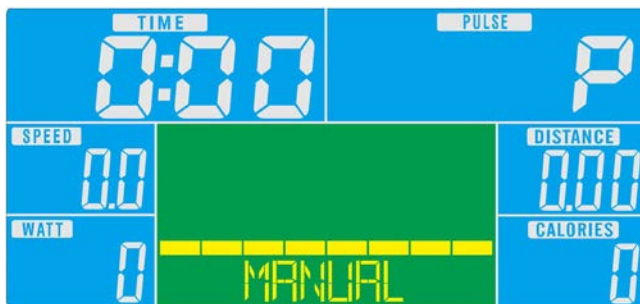 TIME PULSE
0:00 P
SPEED DISTANCE
0.0 0.00
WATT CALORIES
0 0
MANUAL